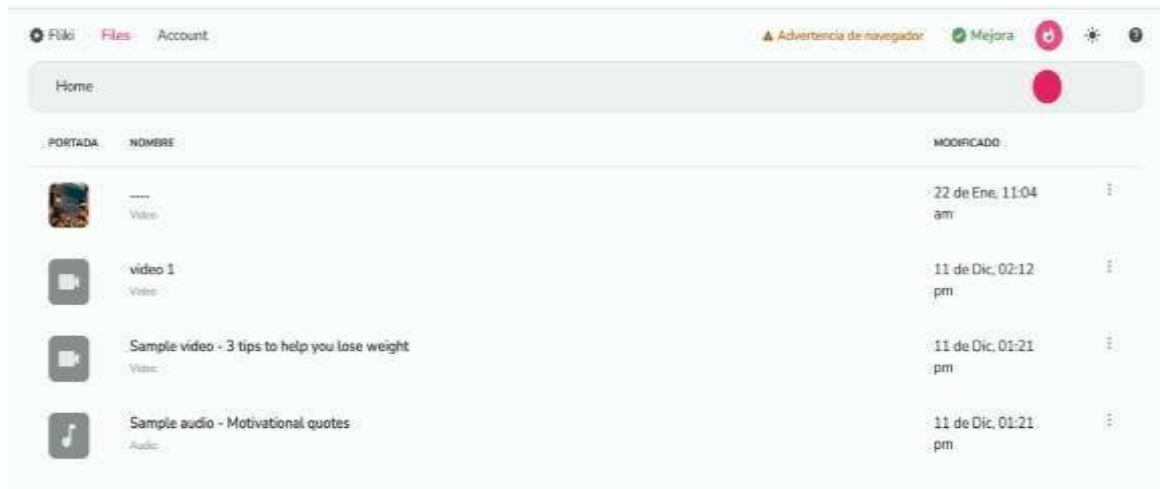 Fliki Files Account Advertencia de navegador Mejora
Home
PORTADA NOMBRE MODIFICADO
---- 22 de Ene, 11:04
Video am
video 1 11 de Dic, 02:12
Video pm
Sample video - 3 tips to help you lose weight 11 de Dic, 01:21
Video pm
Sample audio - Motivational quotes 11 de Dic, 01:21
Audio pm